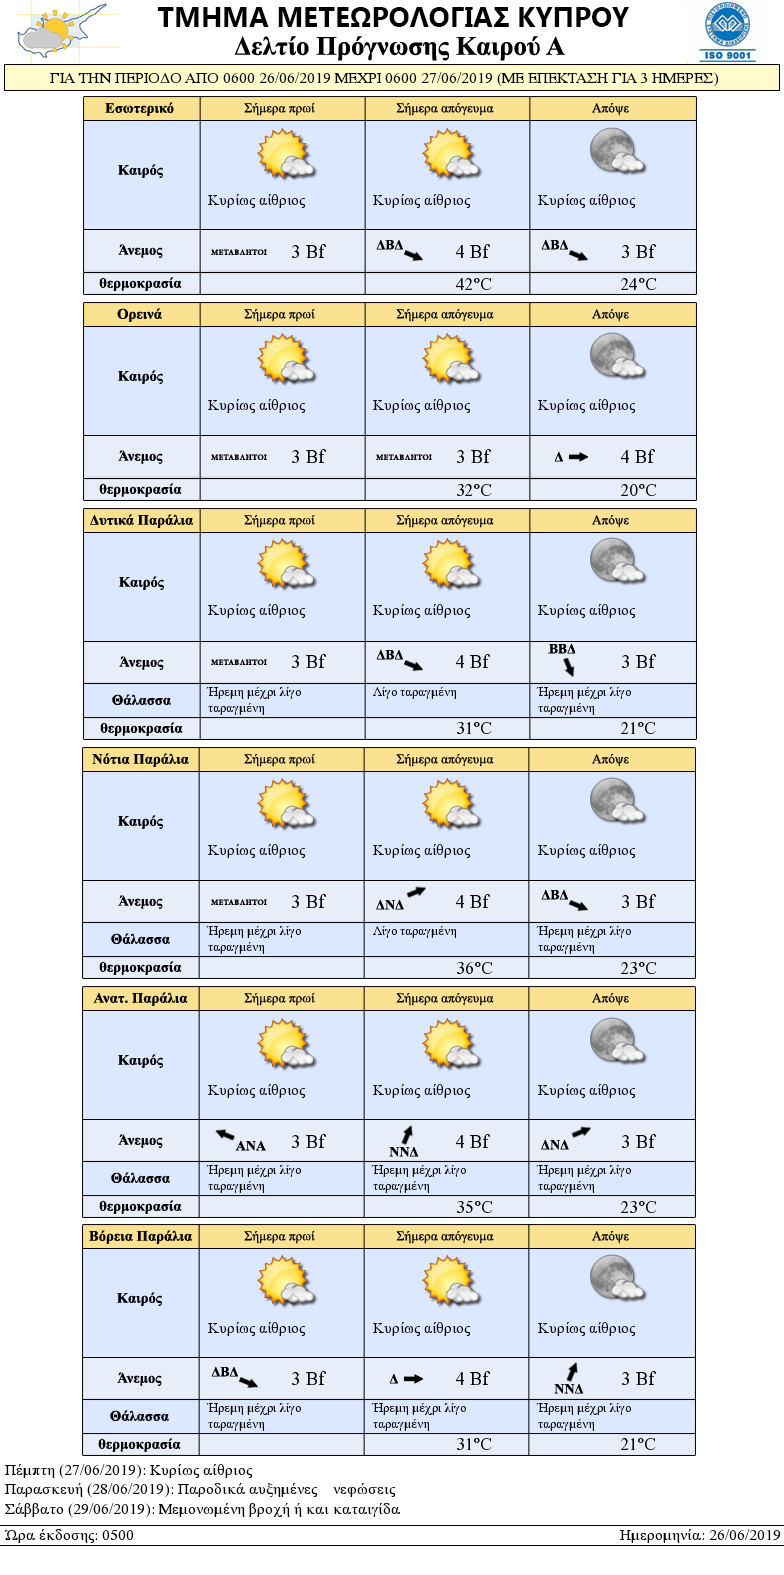 ΤΜΗΜΑ ΜΕΤΕΩΡΟΛΟΓΙΑΣ ΚΥΠΡΟΥ
Δελτίο Πρόγνωσης Καιρού Α
ISO 9001
ΓΙΑ ΤΗΝ ΠΕΡΙΟΔΟ ΑΠΟ 0600 26/06/2019 ΜΕΧΡΙ 0600 27/06/2019 (ΜΕ ΕΠΕΚΤΑΣΗ ΓΙΑ 3 ΗΜΕΡΕΣ)
Εσωτερικό Σήμερα πρωί Σήμερα απόγευμα Απόψε
Καιρός
Κυρίως αίθριος Κυρίως αίθριος Κυρίως αίθριος
Άνεμος ΜΕΤΑΒΛΗΤΟΙ 3 Bf ΔΒΔ 4 Bf ΔΒΔ 3 Bf
θερμοκρασία 42°C 24°C
Ορεινά Σήμερα πρωί Σήμερα απόγευμα Απόψε
Καιρός
Κυρίως αίθριος Κυρίως αίθριος Κυρίως αίθριος
Άνεμος ΜΕΤΑΒΛΗΤΟΙ 3 Bf ΜΕΤΑΒΛΗΤΟΙ 3 Bf Δ 4 Bf
θερμοκρασία 32°C 20°C
Δυτικά Παράλια Σήμερα πρωί Σήμερα απόγευμα Απόψε
Καιρός
Κυρίως αίθριος Κυρίως αίθριος Κυρίως αίθριος
Άνεμος ΜΕΤΑΒΛΗΤΟΙ 3 Bf ΔΒΔ 4 Bf ΒΒΔ 3 Bf
Θάλασσα Ήρεμη μέχρι λίγο ταραγμένη Λίγο ταραγμένη Ήρεμη μέχρι λίγο ταραγμένη
θερμοκρασία 31°C 21°C
Νότια Παράλια Σήμερα πρωί Σήμερα απόγευμα Απόψε
Καιρός
Κυρίως αίθριος Κυρίως αίθριος Κυρίως αίθριος
Άνεμος ΜΕΤΑΒΛΗΤΟΙ 3 Bf ΔΝΔ 4 Bf ΔΒΔ 3 Bf
Θάλασσα Ήρεμη μέχρι λίγο ταραγμένη Λίγο ταραγμένη Ήρεμη μέχρι λίγο ταραγμένη
θερμοκρασία 36°C 23°C
Ανατ. Παράλια Σήμερα πρωί Σήμερα απόγευμα Απόψε
Καιρός
Κυρίως αίθριος Κυρίως αίθριος Κυρίως αίθριος
Άνεμος ΑΝΑ 3 Bf ΝΝΔ 4 Bf ΔΝΔ 3 Bf
Θάλασσα Ήρεμη μέχρι λίγο ταραγμένη Ήρεμη μέχρι λίγο ταραγμένη Ήρεμη μέχρι λίγο ταραγμένη
θερμοκρασία 35°C 23°C
Βόρεια Παράλια Σήμερα πρωί Σήμερα απόγευμα Απόψε
Καιρός
Κυρίως αίθριος Κυρίως αίθριος Κυρίως αίθριος
Άνεμος ΔΒΔ 3 Bf Δ 4 Bf ΝΝΔ 3 Bf
Θάλασσα Ήρεμη μέχρι λίγο ταραγμένη Ήρεμη μέχρι λίγο ταραγμένη Ήρεμη μέχρι λίγο ταραγμένη
θερμοκρασία 31°C 21°C
Πέμπτη (27/06/2019): Κυρίως αίθριος
Παρασκευή (28/06/2019): Παροδικά αυξημένες νεφώσεις
Σάββατο (29/06/2019): Μεμονωμένη βροχή ή και καταιγίδα
Ώρα έκδοσης: 0500 Ημερομηνία: 26/06/2019